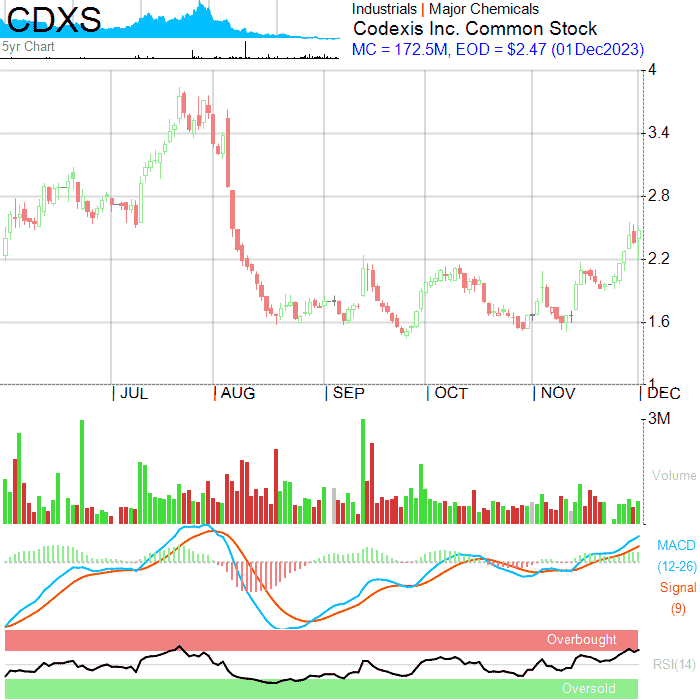 CDXS
5yr Chart
Industrials | Major Chemicals
Codexis Inc. Common Stock
MC = 172.5M, EOD = $2.47 (01Dec2023)
4
3.4
2.8
2.2
1.6
1
| JUL | AUG | SEP | OCT | NOV | DEC
3M
Volume
MACD
(12-26)
Signal
(9)
Overbought
RSI(14)
Oversold